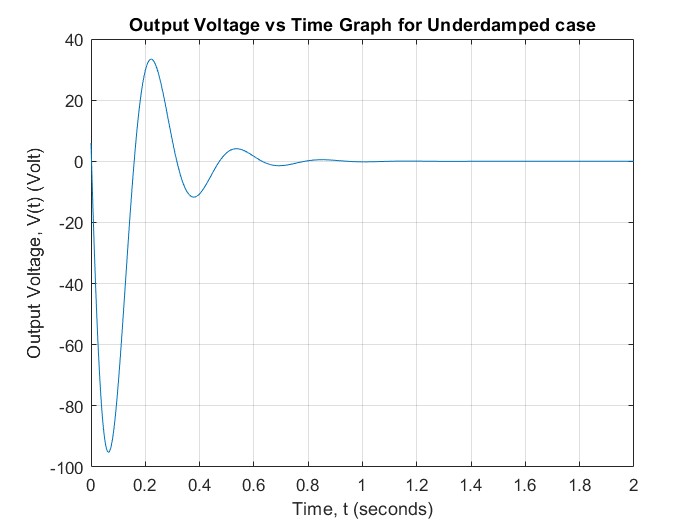 Output Voltage vs Time Graph for Underdamped case
Output Voltage, V(t) (Volt)
40
20
0
-20
-40
-60
-80
-100
0 0.2 0.4 0.6 0.8 1 1.2 1.4 1.6 1.8 2
Time, t (seconds)